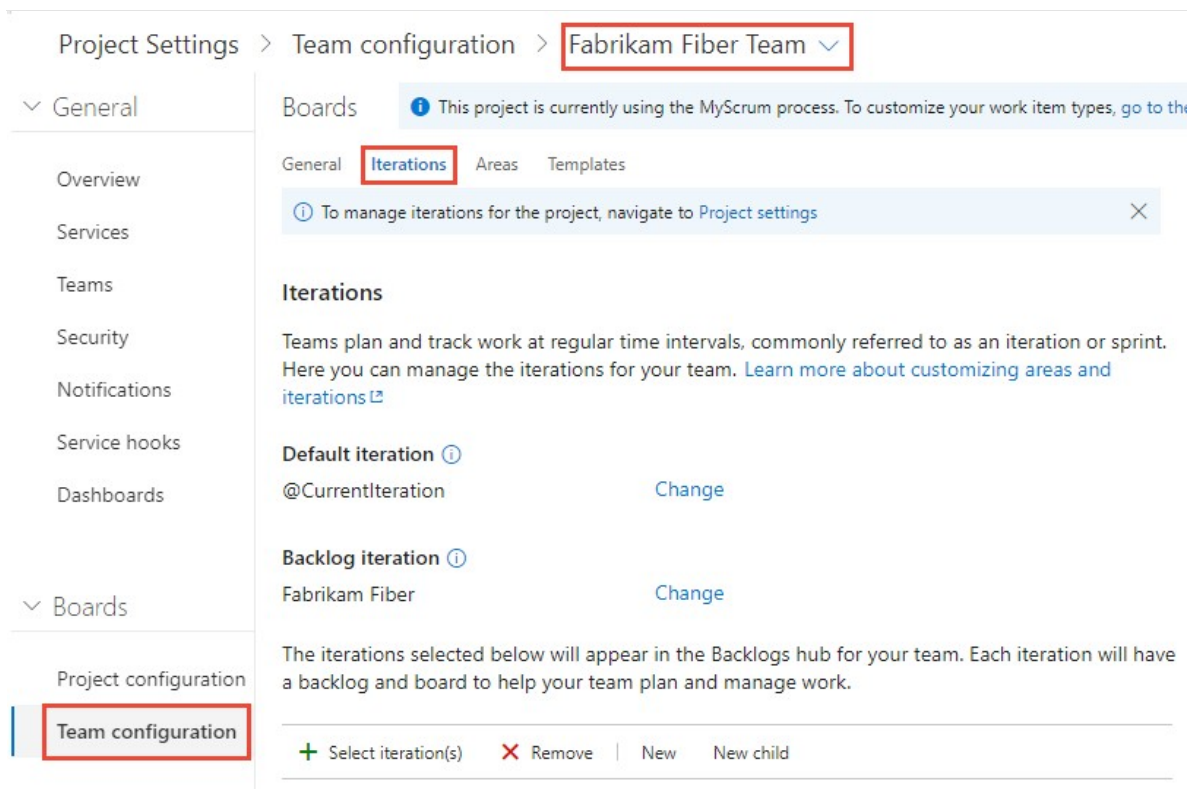 Project Settings > Team configuration > Fabrikam Fiber Team
General
Boards
This project is currently using the MyScrum process. To customize your work item types, go to the
General Iterations Areas Templates
Overview
To manage iterations for the project, navigate to Project settings
Services
Teams
Iterations
Security
Teams plan and track work at regular time intervals, commonly referred to as an iteration or sprint.
Here you can manage the iterations for your team. Learn more about customizing areas and
iterations
Notifications
Service hooks
Default iteration
@CurrentIteration Change
Dashboards
Backlog iteration
Fabrikam Fiber Change
Boards
The iterations selected below will appear in the Backlogs hub for your team. Each iteration will have
a backlog and board to help your team plan and manage work.
Project configuration
Team configuration
+ Select iteration(s) X Remove | New New child